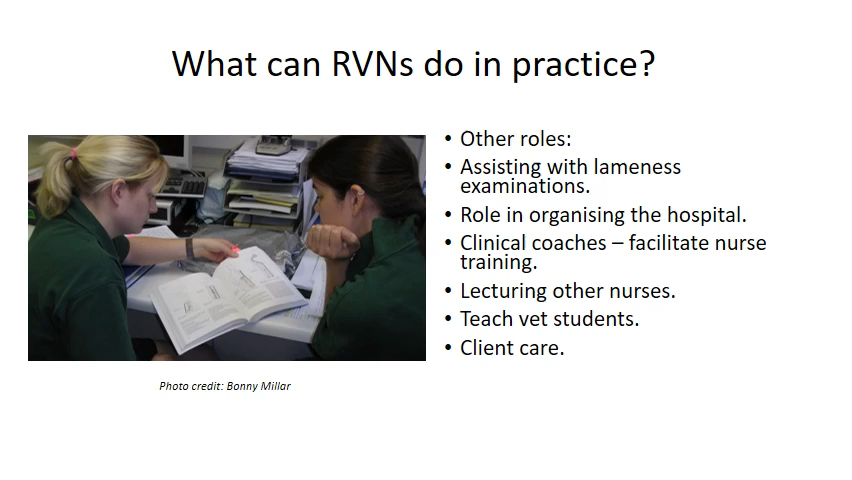 What can RVNs do in practice?
• Other roles:
• Assisting with lameness
examinations.
• Role in organising the hospital.
• Clinical coaches – facilitate nurse
training.
• Lecturing other nurses.
• Teach vet students.
• Client care.
Photo credit: Bonny Millar